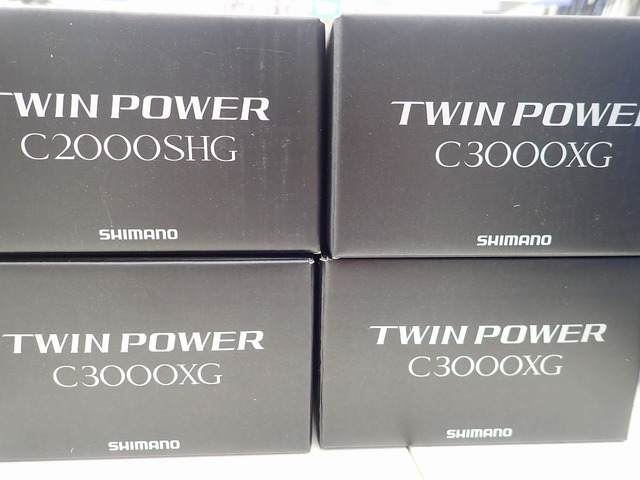 TWIN POWER
C2000SHG
SHIMANO
TWIN POWER
C3000XG
SHIMANO
TWIN POWER
C3000XG
SHIMANO
TWIN POWER
C3000XG
SHIMANO